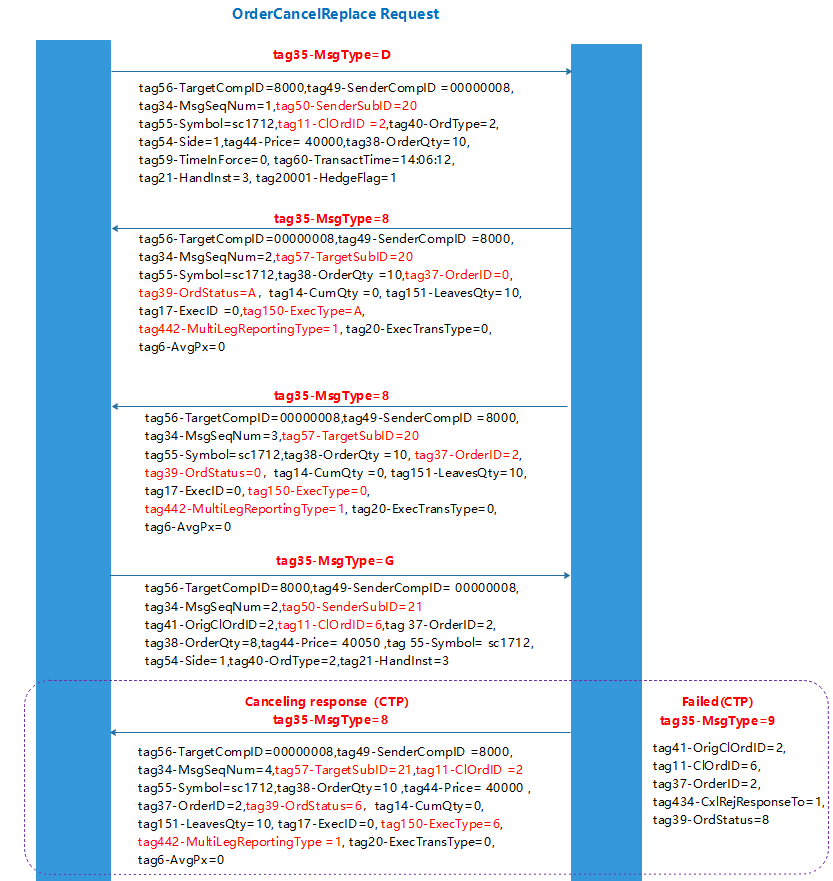 OrderCancelReplace Request
tag35-MsgType=D
tag56-TargetCompID=8000,tag49-SenderCompID =00000008,
tag34-MsgSeqNum=1,tag50-SenderSubID=20
tag55-Symbol=sc1712,tag11-ClOrdID =2,tag40-OrdType=2,
tag54-Side=1,tag44-Price= 40000,tag38-OrderQty=10,
tag59-TimeInForce=0, tag60-TransactTime=14:06:12,
tag21-HandInst=3, tag20001-HedgeFlag=1
tag35-MsgType=8
tag56-TargetCompID=00000008,tag49-SenderCompID =8000,
tag34-MsgSeqNum=2,tag57-TargetSubID=20
tag55-Symbol=sc1712,tag38-OrderQty =10,tag37-OrderID=0,
tag39-OrdStatus=A， tag14-CumQty =0, tag151-LeavesQty=10,
tag17-ExecID =0,tag150-ExecType=A,
tag442-MultiLegReportingType=1, tag20-ExecTransType=0,
tag6-AvgPx=0
tag35-MsgType=8
tag56-TargetCompID=00000008,tag49-SenderCompID =8000,
tag34-MsgSeqNum=3,tag57-TargetSubID=20
tag55-Symbol=sc1712,tag38-OrderQty =10, tag37-OrderID=2,
tag39-OrdStatus=0， tag14-CumQty =0, tag151-LeavesQty=10,
tag17-ExecID=0, tag150-ExecType=0,
tag442-MultiLegReportingType=1, tag20-ExecTransType=0,
tag6-AvgPx=0
tag35-MsgType=G
tag56-TargetCompID=8000,tag49-SenderCompID= 00000008,
tag34-MsgSeqNum=2,tag50-SenderSubID=21
tag41-OrigClOrdID=2,tag11-ClOrdID=6,tag 37-OrderID=2,
tag38-OrderQty=8,tag44-Price= 40050 ,tag 55-Symbol= sc1712,
tag54-Side=1,tag40-OrdType=2,tag21-HandInst=3
Canceling response（CTP)
tag35-MsgType=8
tag56-TargetCompID=00000008,tag49-SenderCompID =8000,
tag34-MsgSeqNum=4,tag57-TargetSubID=21,tag11-ClOrdID =2
tag55-Symbol=sc1712,tag38-OrderQty=10 ,tag44-Price= 40000 ,
tag37-OrderID=2,tag39-OrdStatus=6， tag14-CumQty=0,
tag151-LeavesQty=10, tag17-ExecID=0, tag150-ExecType=6,
tag442-MultiLegReportingType =1, tag20-ExecTransType=0,
tag6-AvgPx=0
Failed(CTP)
tag35-MsgType=9
tag41-OrigClOrdID=2,
tag11-ClOrdID=6,
tag37-OrderID=2,
tag434-CxlRejResponseTo=1,
tag39-OrdStatus=8